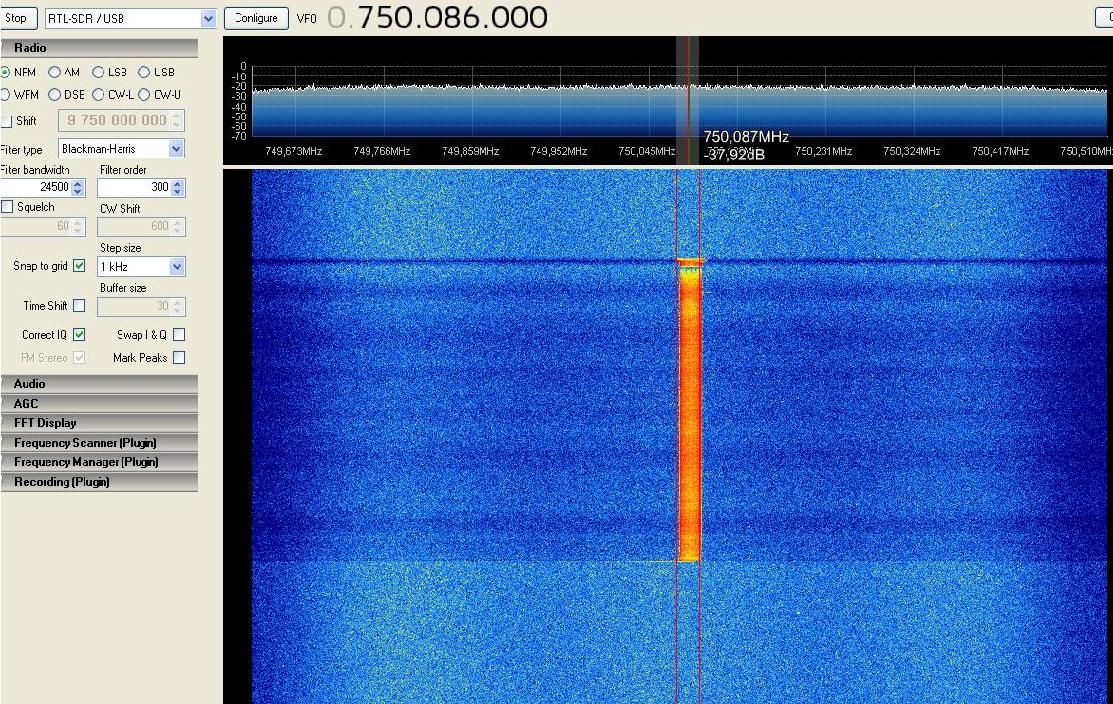 Stop RTL-SCR / USB Configure VFO 0.750.086.000
Radio
NFM AM LSB USB
WFM DSB CW-L CW-U
Shift 9 750 000 000
Filter type Blackman-Harris
Filter bandwidth Filter order
24500 300
Squelch CW Shift
60 600
Step size
Snap to grid 1 kHz
Buffer size
Time Shift 30
Correct IQ Swap I & Q
FM Stereo Mark Peaks
Audio
AGC
FFT Display
Frequency Scanner (Plugin)
Frequency Manager (Plugin)
Recording (Plugin)
0
-10
-20
-30
-40
-50
-60
-70
750,087MHz
-37,92dB
749,673MHz 749,766MHz 749,859MHz 749,952MHz 750,045MHz 750,231MHz 750,324MHz 750,417MHz 750,510MH